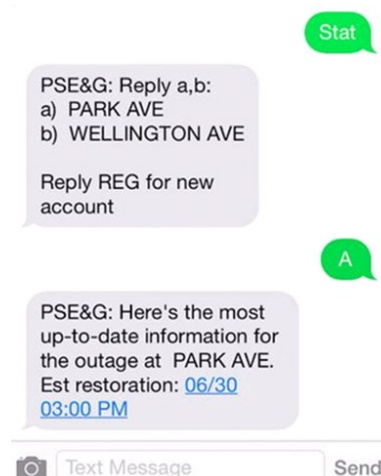 Stat
PSE&G: Reply a,b:
a) PARK AVE
b) WELLINGTON AVE
Reply REG for new
account
A
PSE&G: Here's the most
up-to-date information for
the outage at PARK AVE.
Est restoration: 06/30
03:00 PM
Text Message
Send